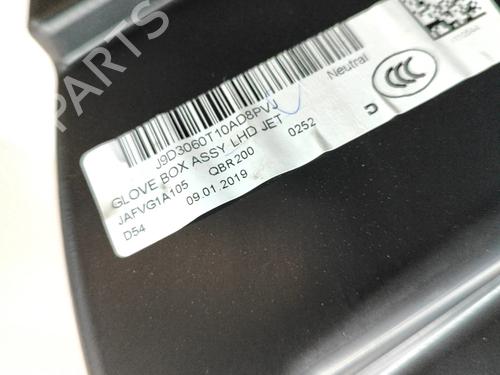 PARTS
J9D3060T10AD8PVJ
Neutral
GLOVE BOX ASSY LHD JET
JAFVG1A105 QBR200 0252
D54 09.01.2019